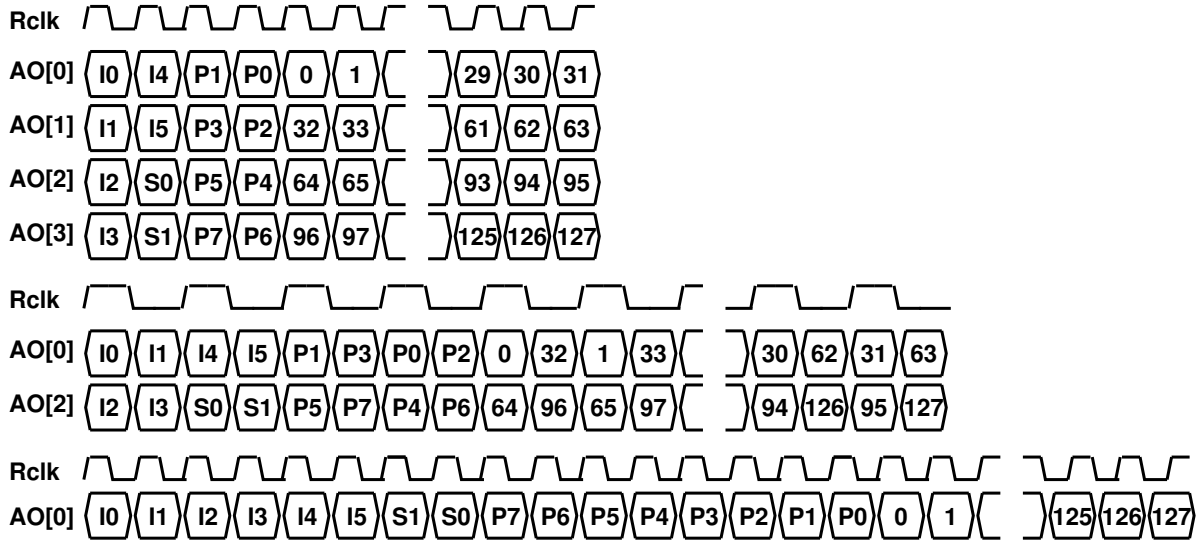 Rclk
AO[0] I0 I4 P1 P0 0 1 29 30 31
AO[1] I1 I5 P3 P2 32 33 61 62 63
AO[2] I2 S0 P5 P4 64 65 93 94 95
AO[3] I3 S1 P7 P6 96 97 125 126 127
Rclk
AO[0] I0 I1 I4 I5 P1 P3 P0 P2 0 32 1 33 30 62 31 63
AO[2] I2 I3 S0 S1 P5 P7 P4 P6 64 96 65 97 94 126 95 127
Rclk
AO[0] I0 I1 I2 I3 I4 I5 S1 S0 P7 P6 P5 P4 P3 P2 P1 P0 0 1 125 126 127